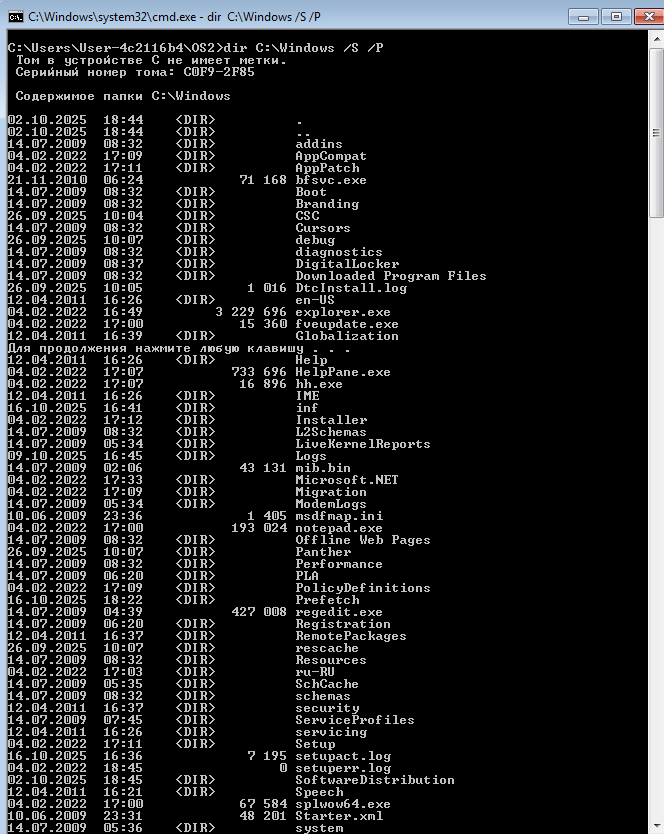 C:\Windows\system32\cmd.exe - dir C:\Windows /S /P
C:\Users\User-4c2116b4\OS2>dir C:\Windows /S /P
Том в устройстве C не имеет метки.
Серийный номер тома: C0F9-2F85
Содержимое папки C:\Windows
02.10.2025 18:44 <DIR> .
02.10.2025 18:44 <DIR> ..
14.07.2009 08:32 <DIR> addins
04.02.2022 17:09 <DIR> AppCompat
04.02.2022 17:11 <DIR> AppPatch
21.11.2010 06:24 71 168 bfsvc.exe
14.07.2009 08:32 <DIR> Boot
14.07.2009 08:32 <DIR> Branding
26.09.2025 10:04 <DIR> CSC
14.07.2009 08:32 <DIR> Cursors
26.09.2025 10:07 <DIR> debug
14.07.2009 08:32 <DIR> diagnostics
14.07.2009 08:37 <DIR> DigitalLocker
14.07.2009 08:32 <DIR> Downloaded Program Files
26.09.2025 10:05 1 016 DtcInstall.log
12.04.2011 16:26 <DIR> en-US
04.02.2022 16:49 3 229 696 explorer.exe
04.02.2022 17:00 15 360 fveupdate.exe
12.04.2011 16:39 <DIR> Globalization
Для продолжения нажмите любую клавишу . . .
12.04.2011 16:26 <DIR> Help
04.02.2022 17:07 733 696 HelpPane.exe
04.02.2022 17:07 16 896 hh.exe
12.04.2011 16:26 <DIR> IME
16.10.2025 16:41 <DIR> inf
04.02.2022 17:12 <DIR> Installer
14.07.2009 08:32 <DIR> L2Schemas
14.07.2009 05:34 <DIR> LiveKernelReports
09.10.2025 16:45 <DIR> Logs
14.07.2009 02:06 43 131 mib.bin
04.02.2022 17:33 <DIR> Microsoft.NET
04.02.2022 17:09 <DIR> Migration
14.07.2009 05:34 <DIR> ModemLogs
10.06.2009 23:36 1 405 msdfmap.ini
04.02.2022 17:00 193 024 notepad.exe
14.07.2009 08:32 <DIR> Offline Web Pages
26.09.2025 10:07 <DIR> Panther
14.07.2009 08:32 <DIR> Performance
14.07.2009 06:20 <DIR> PLA
04.02.2022 17:09 <DIR> PolicyDefinitions
16.10.2025 18:22 <DIR> Prefetch
14.07.2009 04:39 427 008 regedit.exe
14.07.2009 06:20 <DIR> Registration
12.04.2011 16:37 <DIR> RemotePackages
26.09.2025 10:07 <DIR> rescache
14.07.2009 08:32 <DIR> Resources
04.02.2022 17:03 <DIR> ru-RU
14.07.2009 05:35 <DIR> SchCache
14.07.2009 08:32 <DIR> schemas
12.04.2011 16:37 <DIR> security
14.07.2009 07:45 <DIR> ServiceProfiles
12.04.2011 16:26 <DIR> servicing
04.02.2022 17:11 <DIR> Setup
16.10.2025 16:36 7 195 setupact.log
04.02.2022 18:45 0 setuperr.log
02.10.2025 18:45 <DIR> SoftwareDistribution
12.04.2011 16:21 <DIR> Speech
04.02.2022 17:00 67 584 splwow64.exe
10.06.2009 23:31 48 201 Starter.xml
14.07.2009 05:36 <DIR> system